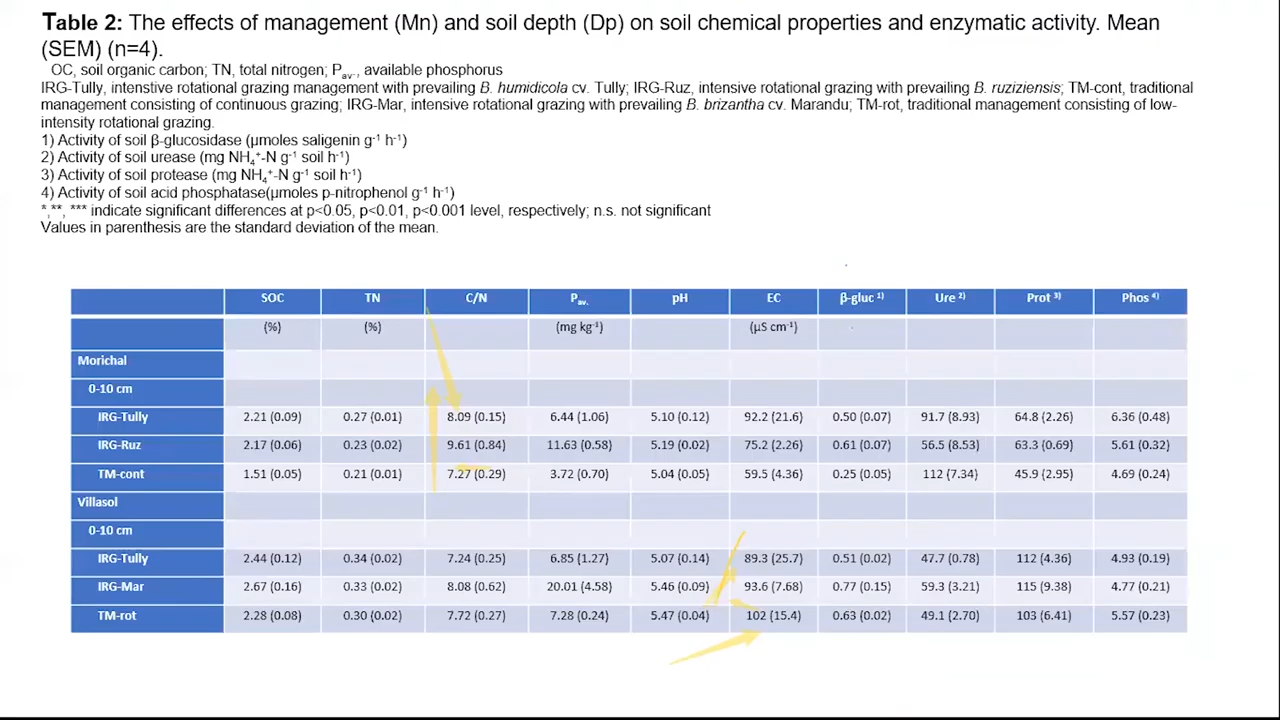 Table 2: The effects of management (Mn) and soil depth (Dp) on soil chemical properties and enzymatic activity. Mean
(SEM) (n=4).
OC, soil organic carbon; TN, total nitrogen; Pav., available phosphorus
IRG-Tully, intenstive rotational grazing management with prevailing B. humidicola cv. Tully; IRG-Ruz, intensive rotational grazing with prevailing B. ruziziensis; TM-cont, traditional
management consisting of continuous grazing; IRG-Mar, intensive rotational grazing with prevailing B. brizantha cv. Marandu; TM-rot, traditional management consisting of low-
intensity rotational grazing.
1) Activity of soil β-glucosidase (µmoles saligenin g⁻¹ h⁻¹)
2) Activity of soil urease (mg NH₄⁺-N g⁻¹ soil h⁻¹)
3) Activity of soil protease (mg NH₄⁺-N g⁻¹ soil h⁻¹)
4) Activity of soil acid phosphatase(µmoles p-nitrophenol g⁻¹ h⁻¹)
*,**, *** indicate significant differences at p<0.05, p<0.01, p<0.001 level, respectively; n.s. not significant
Values in parenthesis are the standard deviation of the mean.
SOC TN C/N Pav. pH EC β-gluc ¹⁾ Ure ²⁾ Prot ³⁾ Phos ⁴⁾
(%) (%) (mg kg⁻¹) (µS cm⁻¹)
Morichal
0-10 cm
IRG-Tully 2.21 (0.09) 0.27 (0.01) 8.09 (0.15) 6.44 (1.06) 5.10 (0.12) 92.2 (21.6) 0.50 (0.07) 91.7 (8.93) 64.8 (2.26) 6.36 (0.48)
IRG-Ruz 2.17 (0.06) 0.23 (0.02) 9.61 (0.84) 11.63 (0.58) 5.19 (0.02) 75.2 (2.26) 0.61 (0.07) 56.5 (8.53) 63.3 (0.69) 5.61 (0.32)
TM-cont 1.51 (0.05) 0.21 (0.01) 7.27 (0.29) 3.72 (0.70) 5.04 (0.05) 59.5 (4.36) 0.25 (0.05) 112 (7.34) 45.9 (2.95) 4.69 (0.24)
Villasol
0-10 cm
IRG-Tully 2.44 (0.12) 0.34 (0.02) 7.24 (0.25) 6.85 (1.27) 5.07 (0.14) 89.3 (25.7) 0.51 (0.02) 47.7 (0.78) 112 (4.36) 4.93 (0.19)
IRG-Mar 2.67 (0.16) 0.33 (0.02) 8.08 (0.62) 20.01 (4.58) 5.46 (0.09) 93.6 (7.68) 0.77 (0.15) 59.3 (3.21) 115 (9.38) 4.77 (0.21)
TM-rot 2.28 (0.08) 0.30 (0.02) 7.72 (0.27) 7.28 (0.24) 5.47 (0.04) 102 (15.4) 0.63 (0.02) 49.1 (2.70) 103 (6.41) 5.57 (0.23)